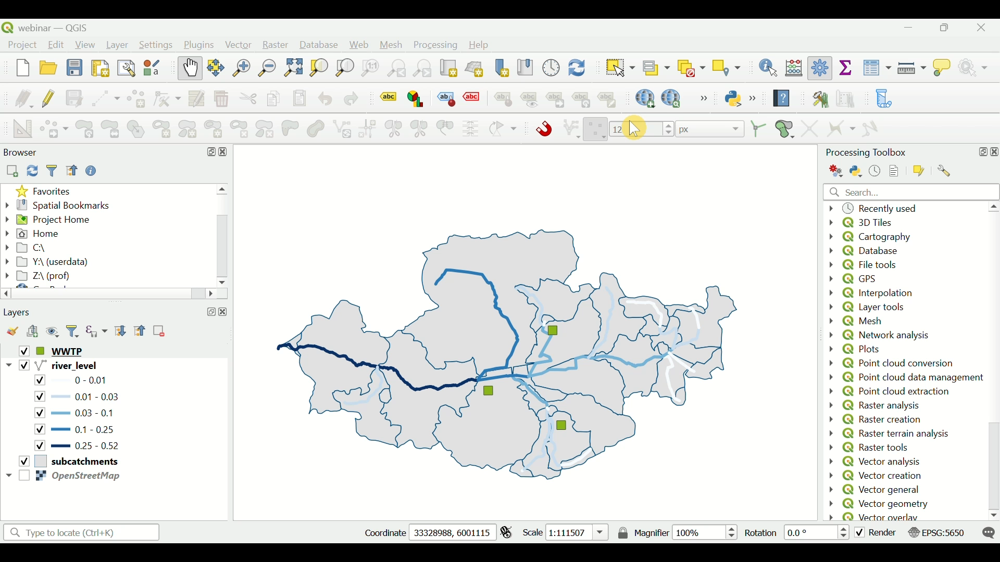 webinar — QGIS
Project Edit View Layer Settings Plugins Vector Raster Database Web Mesh Processing Help
abc abc abc
12 px
Browser
Favorites
Spatial Bookmarks
Project Home
Home
C:\
Y:\ (userdata)
Z:\ (prof)
Layers
WWTP
river_level
0 - 0.01
0.01 - 0.03
0.03 - 0.1
0.1 - 0.25
0.25 - 0.52
subcatchments
OpenStreetMap
Processing Toolbox
Search...
Recently used
3D Tiles
Cartography
Database
File tools
GPS
Interpolation
Layer tools
Mesh
Network analysis
Plots
Point cloud conversion
Point cloud data management
Point cloud extraction
Raster analysis
Raster creation
Raster terrain analysis
Raster tools
Vector analysis
Vector creation
Vector general
Vector geometry
Vector overlay
Type to locate (Ctrl+K)
Coordinate 33328988, 6001115 Scale 1:111507 Magnifier 100% Rotation 0.0 ° Render EPSG:5650